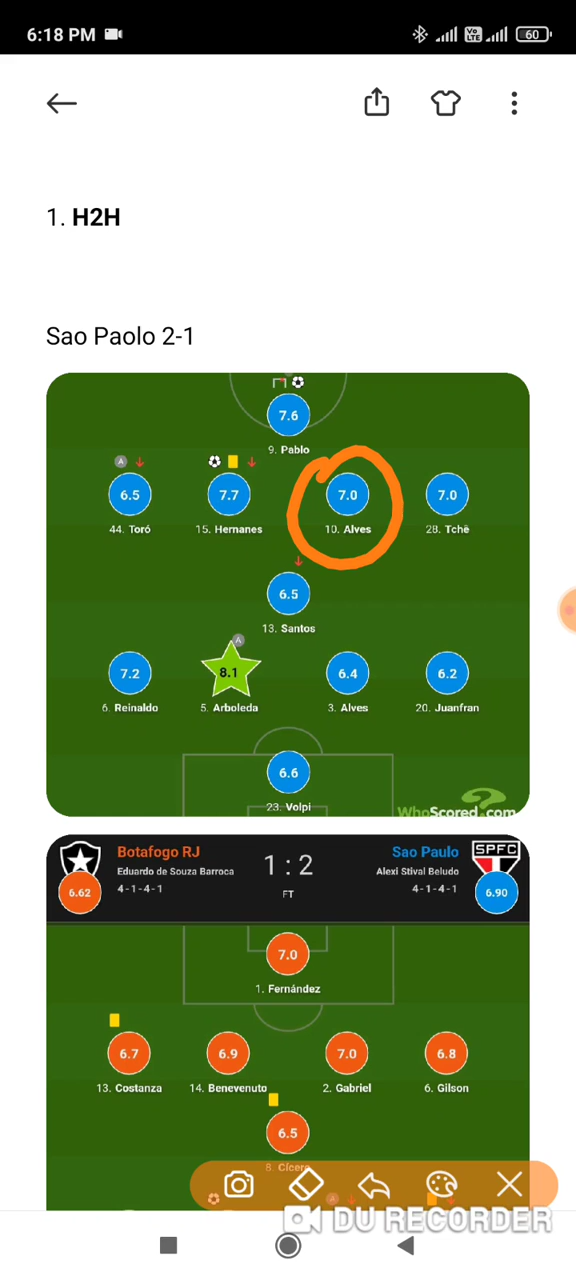 6:18 PM
Vo LTE
60
1. H2H
Sao Paolo 2-1
7.6
9. Pablo
A
6.5 7.7 7.0 7.0
44. Toró 15. Hernanes 10. Alves 28. Tchê
6.5
13. Santos
A
7.2 8.1 6.4 6.2
6. Reinaldo 5. Arboleda 3. Alves 20. Juanfran
6.6
23. Volpi
WhoScored.com
Botafogo RJ 1 : 2 Sao Paulo SPFC
Eduardo de Souza Barroca Alexi Stival Beludo
6.62 4-1-4-1 FT 4-1-4-1 6.90
7.0
1. Fernández
6.7 6.9 7.0 6.8
13. Costanza 14. Benevenuto 2. Gabriel 6. Gilson
6.5
8. Cícero
A
DU RECORDER